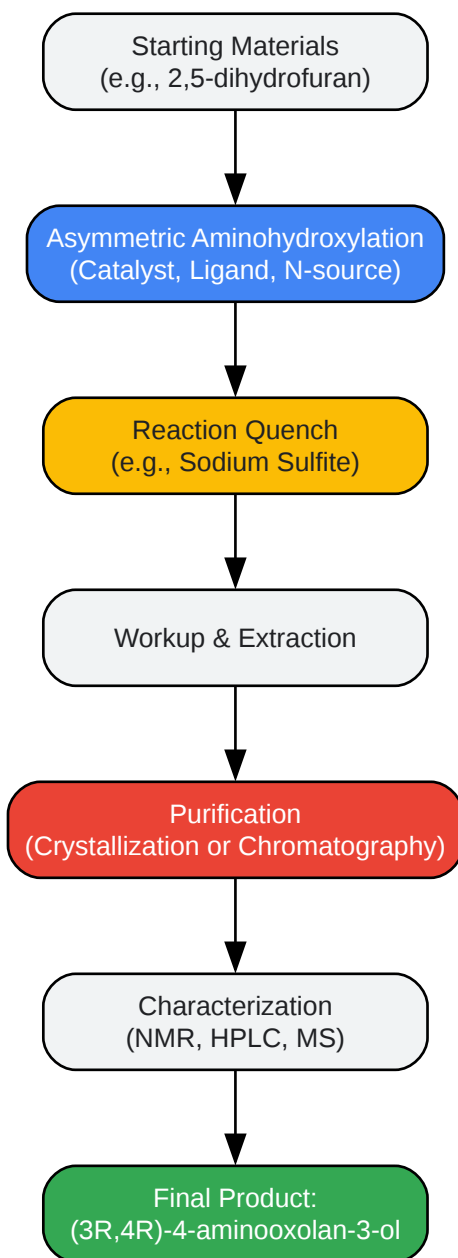 Starting Materials
(e.g., 2,5-dihydrofuran)
Asymmetric Aminohydroxylation
(Catalyst, Ligand, N-source)
Reaction Quench
(e.g., Sodium Sulfite)
Workup & Extraction
Purification
(Crystallization or Chromatography)
Characterization
(NMR, HPLC, MS)
Final Product:
(3R,4R)-4-aminooxolan-3-ol